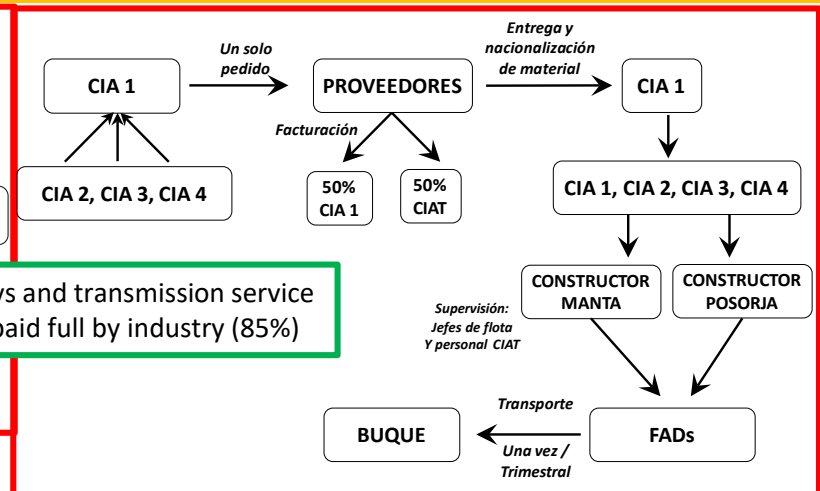 Un solo
pedido
Entrega y
nacionalización
de material
CIA 1
PROVEEDORES
CIA 1
Facturación
CIA 2, CIA 3, CIA 4
50%
CIA 1
50%
CIAT
CIA 1, CIA 2, CIA 3, CIA 4
and transmission service
paid full by industry (85%)
CONSTRUCTOR
MANTA
CONSTRUCTOR
POSORJA
Supervisión:
Jefes de flota
Y personal CIAT
Transporte
BUQUE
FADs
Una vez /
Trimestral